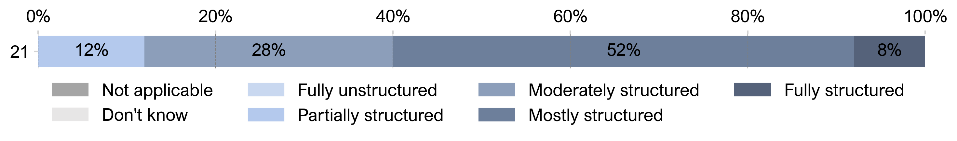 0% 20% 40% 60% 80% 100%
21 12% 28% 52% 8%
Not applicable Fully unstructured Moderately structured Fully structured
Don't know Partially structured Mostly structured